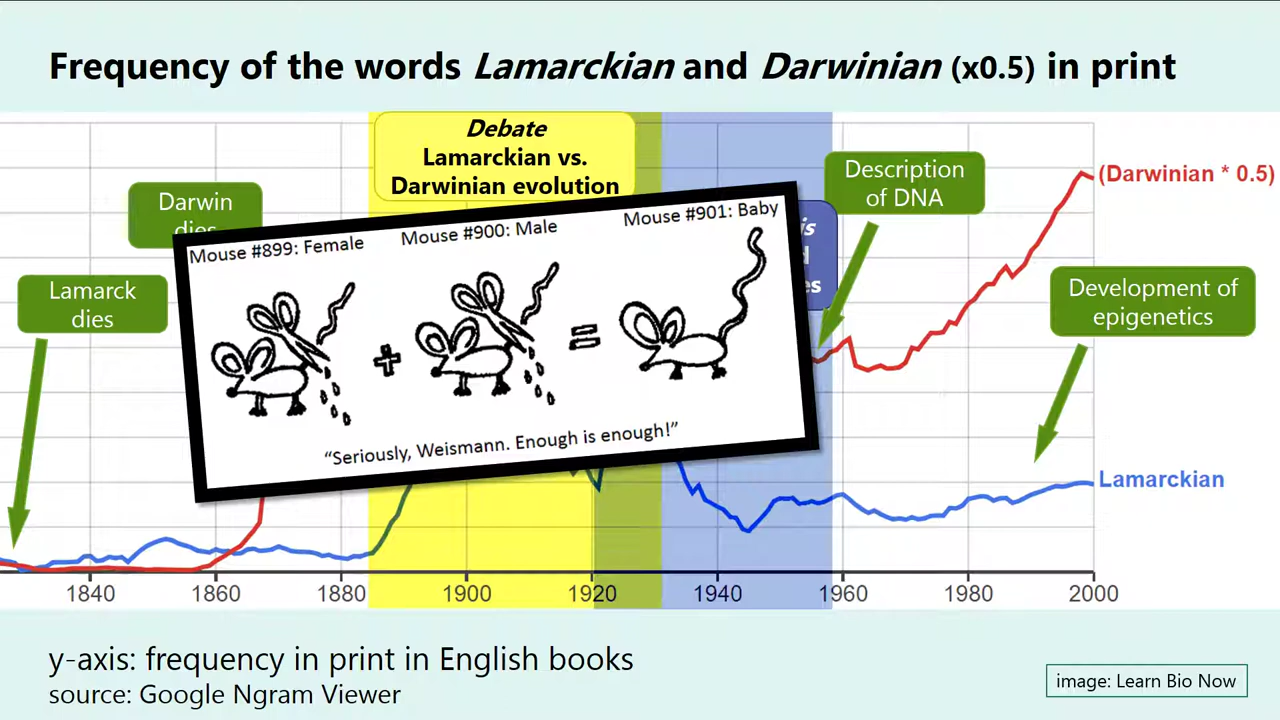 Frequency of the words Lamarckian and Darwinian (x0.5) in print
Debate
Lamarckian vs.
Darwinian evolution
Description
of DNA
(Darwinian * 0.5)
Darwin
dies
Lamarck
dies
Development of
epigenetics
Mouse #899: Female
Mouse #900: Male
Mouse #901: Baby
+
=
“Seriously, Weismann. Enough is enough!”
Lamarckian
1840 1860 1880 1900 1920 1940 1960 1980 2000
y-axis: frequency in print in English books
source: Google Ngram Viewer
image: Learn Bio Now